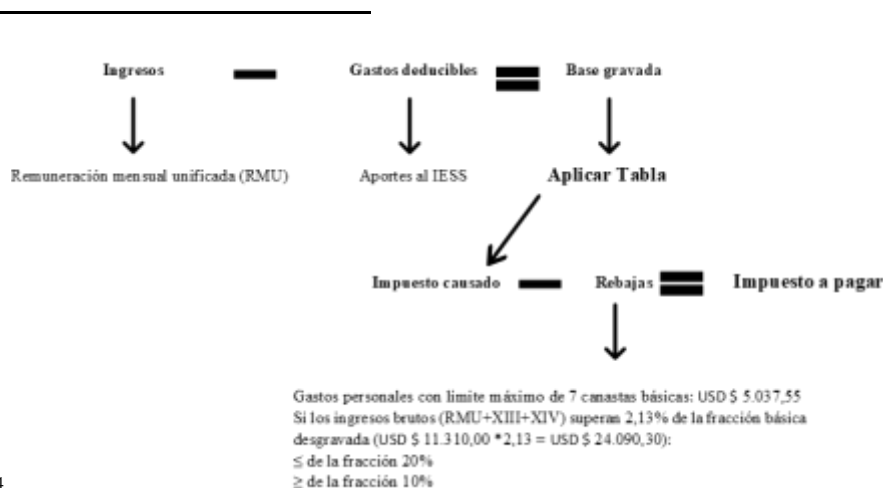 Ingresos Gastos deducibles Base gravada
Remuneración mensual unificada (RMU) Aportes al IESS Aplicar Tabla
Impuesto causado Rebajas Impuesto a pagar
Gastos personales con limite máximo de 7 canastas básicas: USD $ 5.037,55
Si los ingresos brutos (RMU+XIII+XIV) superan 2,13% de la fracción básica
desgravada (USD $ 11.310,00 *2,13 = USD $ 24.090,30):
≤ de la fracción 20%
≥ de la fracción 10%